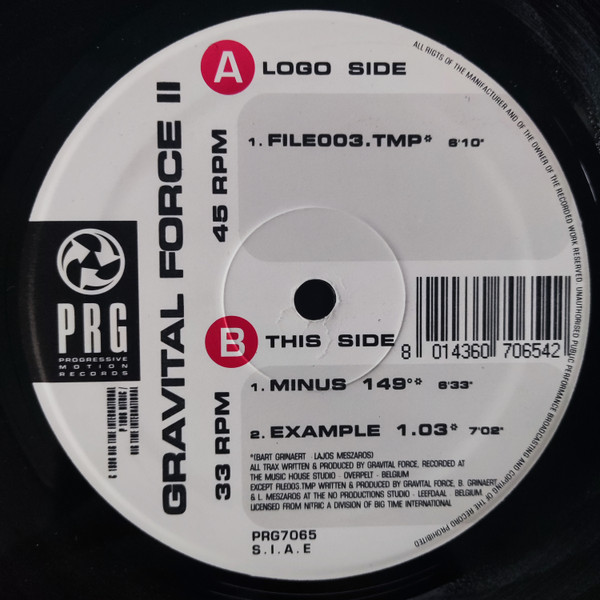 A LOGO SIDE
1. FILE003.TMP* 6'10"
45 RPM
GRAVITAL FORCE II
PRG
PROGRESSIVE
MOTION
RECORDS
B THIS SIDE
1. MINUS 149°* 6'33"
2. EXAMPLE 1.03* 7'02"
33 RPM
*(BART GRINAERT - LAJOS MESZAROS)
ALL TRAX WRITTEN & PRODUCED BY GRAVITAL FORCE, RECORDED AT
THE MUSIC HOUSE STUDIO - OVERPELT - BELGIUM
EXCEPT FILE003.TMP WRITTEN & PRODUCED BY GRAVITAL FORCE, B. GRINAERT,
& L. MESZAROS AT THE NO PRODUCTIONS STUDIO - LEEFDAAL - BELGIUM
LICENSED FROM NITRIC A DIVISION OF BIG TIME INTERNATIONAL
PRG7065
S.I.A.E
8 014360 706542
BIG TIME INTERNATIONAL
ALL RIGTS OF THE MANIFACTURER AND OF THE OWNER OF THE RECORDED WORK RESERVED UNAUTHORISED PUBLIC PERFORMANCE BROADCASTING AND COPYING OF THE RECORD PROHIBITED